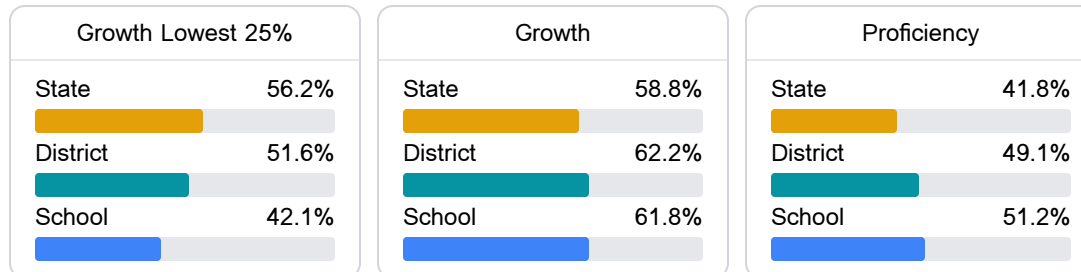 Growth Lowest 25%
State 56.2%
District 51.6%
School 42.1%
Growth
State 58.8%
District 62.2%
School 61.8%
Proficiency
State 41.8%
District 49.1%
School 51.2%